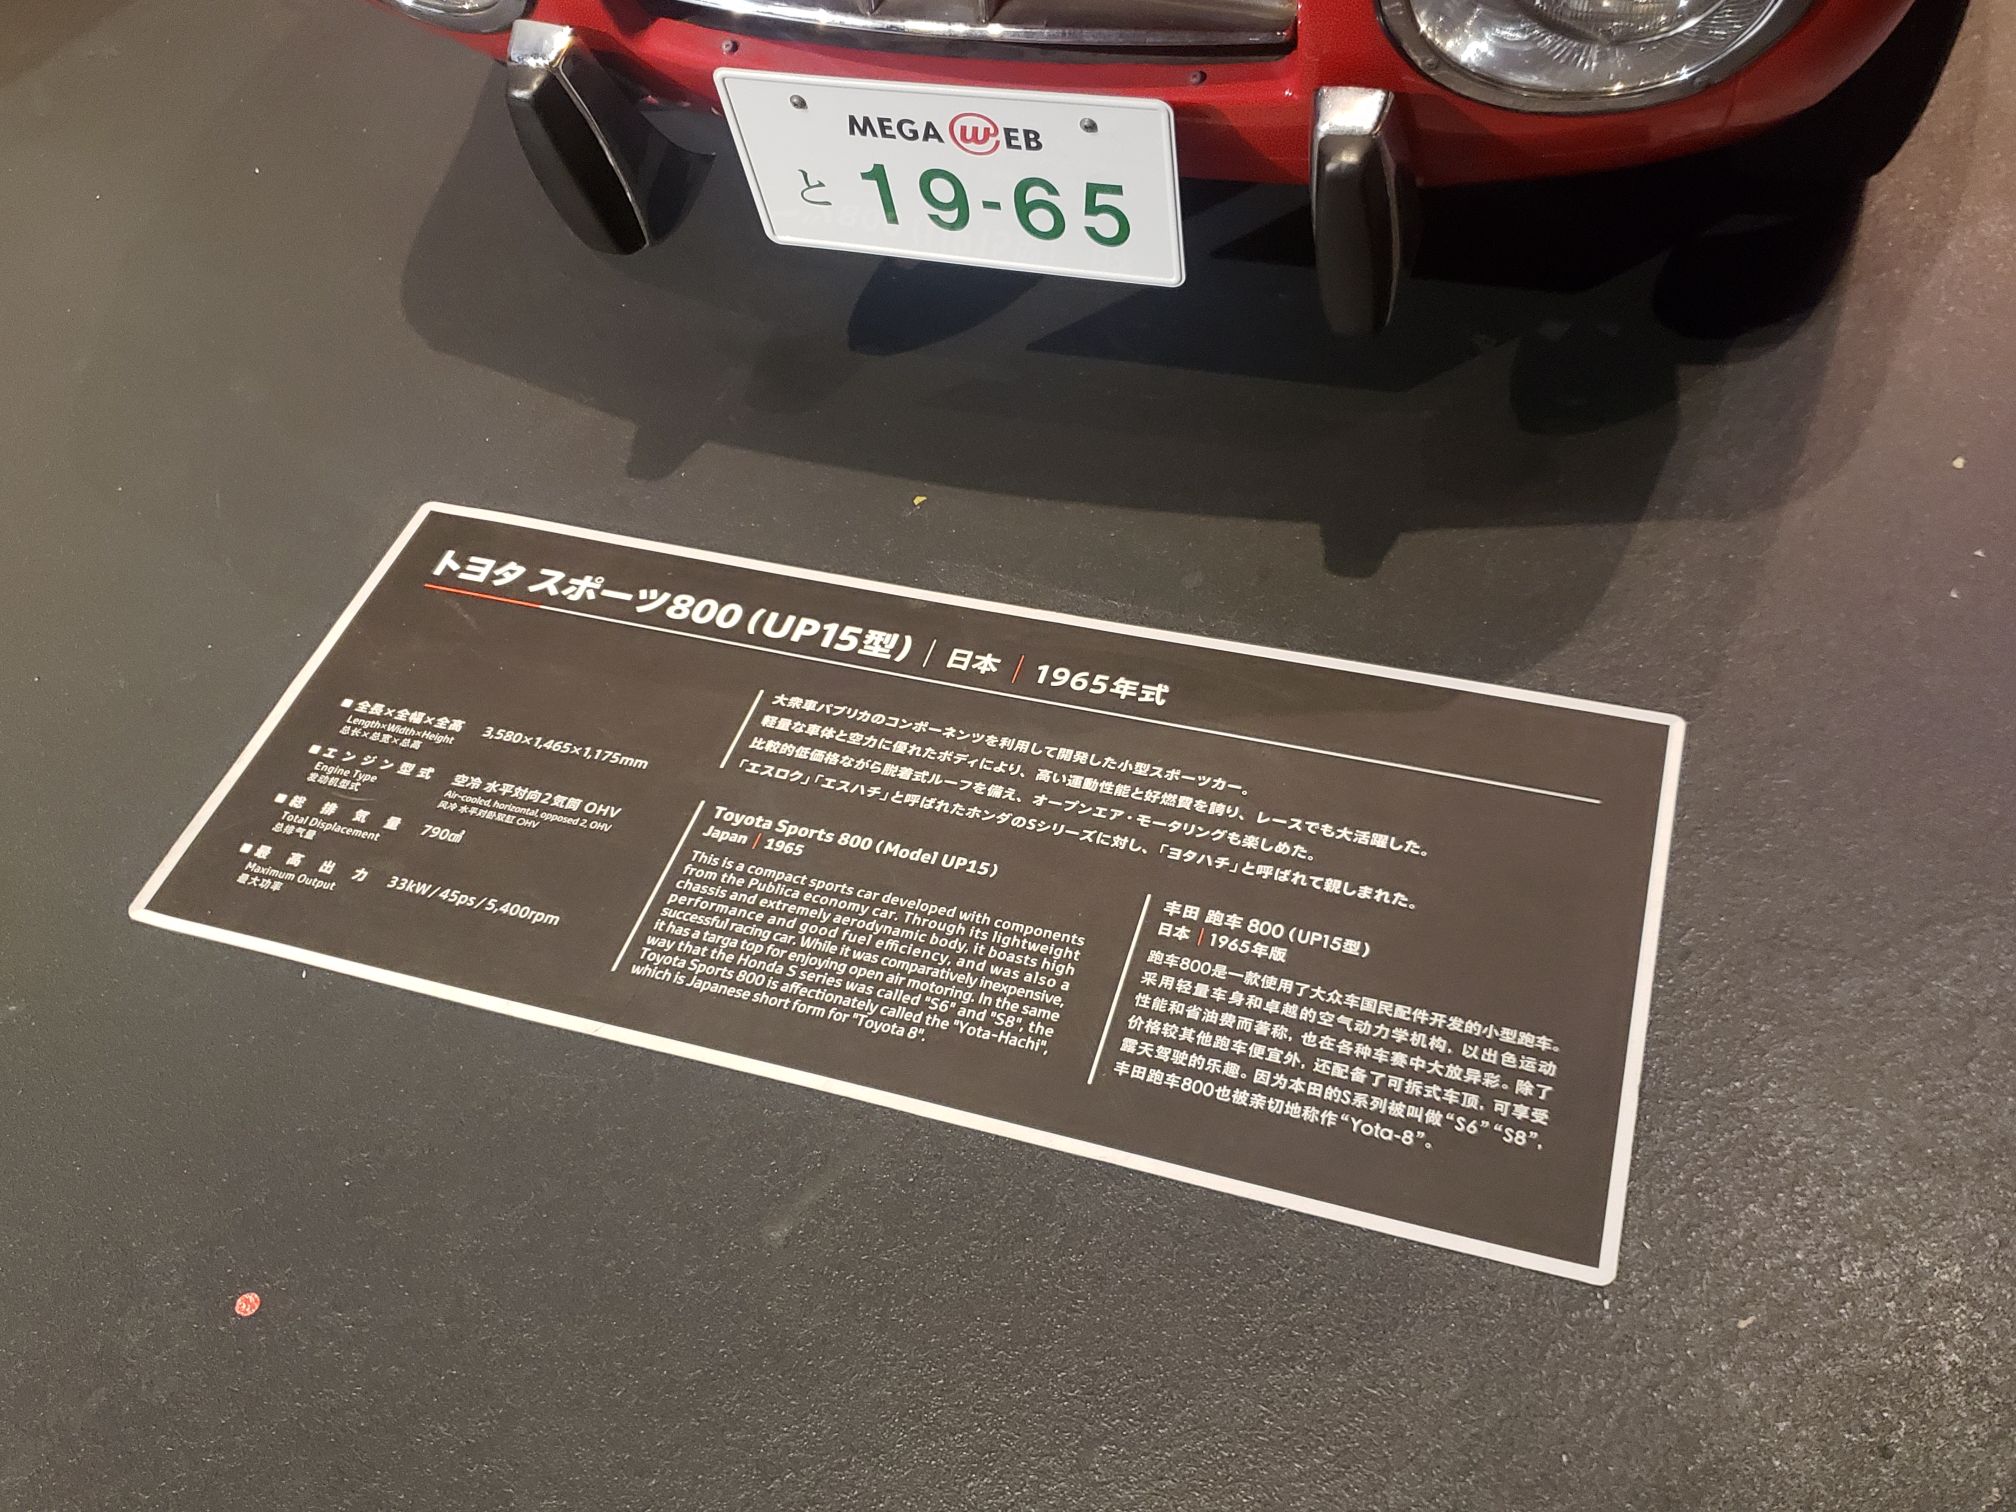 MEGA WEB
と 19-65
トヨタ スポーツ800（UP15型）| 日本 | 1965年式
■全長×全幅×全高 3,580×1,465×1,175mm
Length×Width×Height
总长×总宽×总高
■エンジン型式 空冷 水平対向2気筒 OHV
Engine Type Air-cooled, horizontal, opposed 2, OHV
发动机型式 风冷 水平对卧双缸 OHV
■総排気量 790㎤
Total Displacement
总排气量
■最高出力 33kW/45ps/5,400rpm
Maximum Output
最大功率
大衆車パブリカのコンポーネンツを利用して開発した小型スポーツカー。
軽量な車体と空力に優れたボディにより、高い運動性能と好燃費を誇り、レースでも大活躍した。
比較的低価格ながら脱着式ルーフを備え、オープンエア・モータリングも楽しめた。
「エスロク」「エスハチ」と呼ばれたホンダのSシリーズに対し、「ヨタハチ」と呼ばれて親しまれた。
Toyota Sports 800 (Model UP15)
Japan | 1965
This is a compact sports car developed with components
from the Publica economy car. Through its lightweight
chassis and extremely aerodynamic body, it boasts high
performance and good fuel efficiency, and was also a
successful racing car. While it was comparatively inexpensive,
it has a targa top for enjoying open air motoring. In the same
way that the Honda S series was called "S6" and "S8", the
Toyota Sports 800 is affectionately called the "Yota-Hachi",
which is Japanese short form for "Toyota 8".
丰田 跑车 800（UP15型）
日本 | 1965年版
跑车800是一款使用了大众车国民配件开发的小型跑车。
采用轻量车身和卓越的空气动力学机构，以出色运动
性能和省油费而著称，也在各种车赛中大放异彩。除了
价格较其他跑车便宜外，还配备了可拆式车顶，可享受
露天驾驶的乐趣。因为本田的S系列被叫做“S6”“S8”，
丰田跑车800也被亲切地称作“Yota-8”。